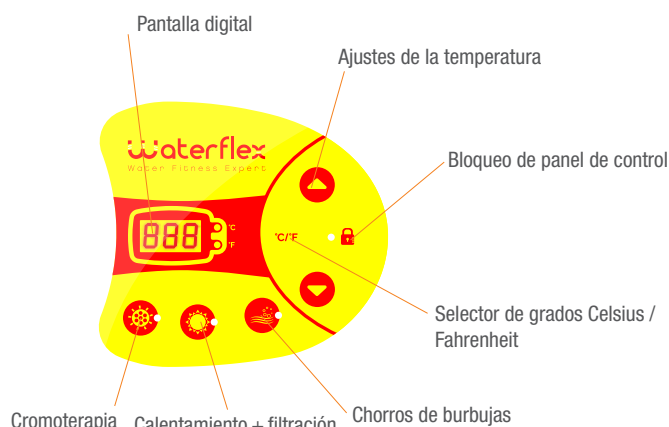 Pantalla digital
Ajustes de la temperatura
Waterflex
Water Fitness Expert
Bloqueo de panel de control
888
°C
°F
°C/°F
Selector de grados Celsius /
Fahrenheit
Cromoterapia
Calentamiento + filtración
Chorros de burbujas